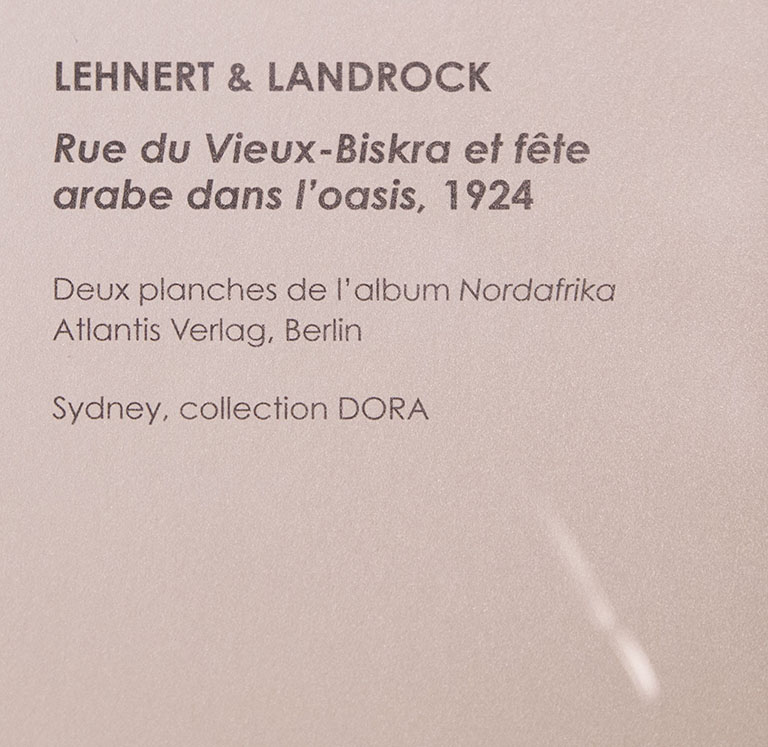 LEHNERT & LANDROCK
Rue du Vieux-Biskra et fête
arabe dans l'oasis, 1924
Deux planches de l'album Nordafrika
Atlantis Verlag, Berlin
Sydney, collection DORA